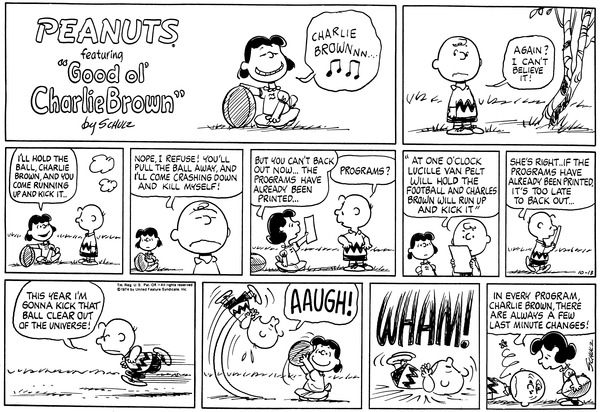 PEANUTS
featuring
"Good ol'
Charlie Brown"
by SCHULZ
CHARLIE
BROWNNN...
AGAIN?
I CAN'T
BELIEVE
IT!
I'LL HOLD THE
BALL, CHARLIE
BROWN, AND YOU
COME RUNNING
UP AND KICK IT..
NOPE, I REFUSE! YOU'LL
PULL THE BALL AWAY, AND
I'LL COME CRASHING DOWN
AND KILL MYSELF!
BUT YOU CAN'T BACK
OUT NOW... THE
PROGRAMS HAVE
ALREADY BEEN
PRINTED...
PROGRAMS?
"AT ONE O'CLOCK
LUCILLE VAN PELT
WILL HOLD THE
FOOTBALL AND CHARLES
BROWN WILL RUN UP
AND KICK IT"
SHE'S RIGHT..IF THE
PROGRAMS HAVE
ALREADY BEEN PRINTED,
IT'S TOO LATE
TO BACK OUT...
10-13
Tm. Reg. U. S. Pat. Off.—All rights reserved
©1974 by United Feature Syndicate, Inc.
THIS YEAR I'M
GONNA KICK THAT
BALL CLEAR OUT
OF THE UNIVERSE!
AAUGH!
WHAM!
IN EVERY PROGRAM,
CHARLIE BROWN, THERE
ARE ALWAYS A FEW
LAST MINUTE CHANGES!
SCHULZ